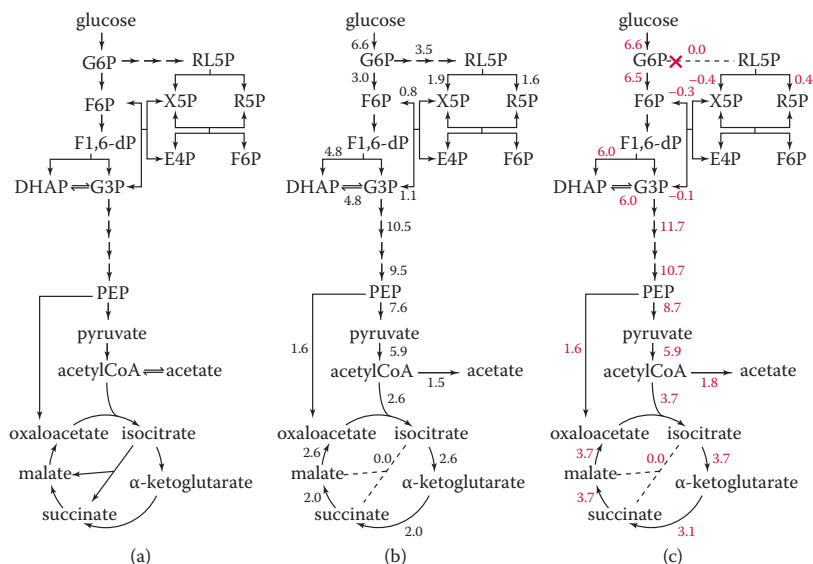 glucose
G6P
RL5P
F6P
X5P
R5P
F1,6-dP
E4P
F6P
DHAP
G3P
PEP
pyruvate
acetylCoA
acetate
oxaloacetate
isocitrate
malate
α-ketoglutarate
succinate
(a)
glucose
6.6
3.5
G6P
RL5P
3.0
1.9
1.6
0.8
F6P
X5P
R5P
F1,6-dP
4.8
E4P
F6P
DHAP
G3P
4.8
1.1
10.5
9.5
PEP
7.6
pyruvate
1.6
5.9
acetylCoA
acetate
1.5
2.6
oxaloacetate
isocitrate
2.6
0.0
2.6
malate
α-ketoglutarate
2.0
succinate
2.0
(b)
glucose
6.6
0.0
G6P
RL5P
6.5
−0.4
0.4
−0.3
F6P
X5P
R5P
F1,6-dP
6.0
E4P
F6P
DHAP
G3P
6.0
−0.1
11.7
10.7
PEP
8.7
pyruvate
1.6
5.9
acetylCoA
acetate
1.8
3.7
oxaloacetate
isocitrate
3.7
0.0
3.7
malate
α-ketoglutarate
3.7
succinate
3.1
(c)